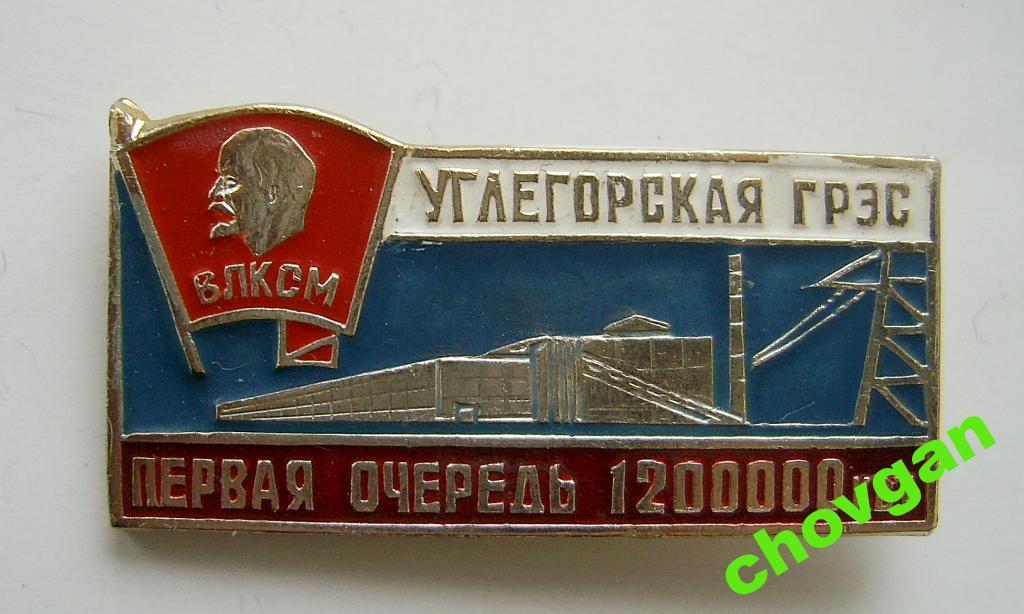 ВЛКСМ
УГЛЕГОРСКАЯ ГРЭС
ПЕРВАЯ ОЧЕРЕДЬ 1200000
chovgan